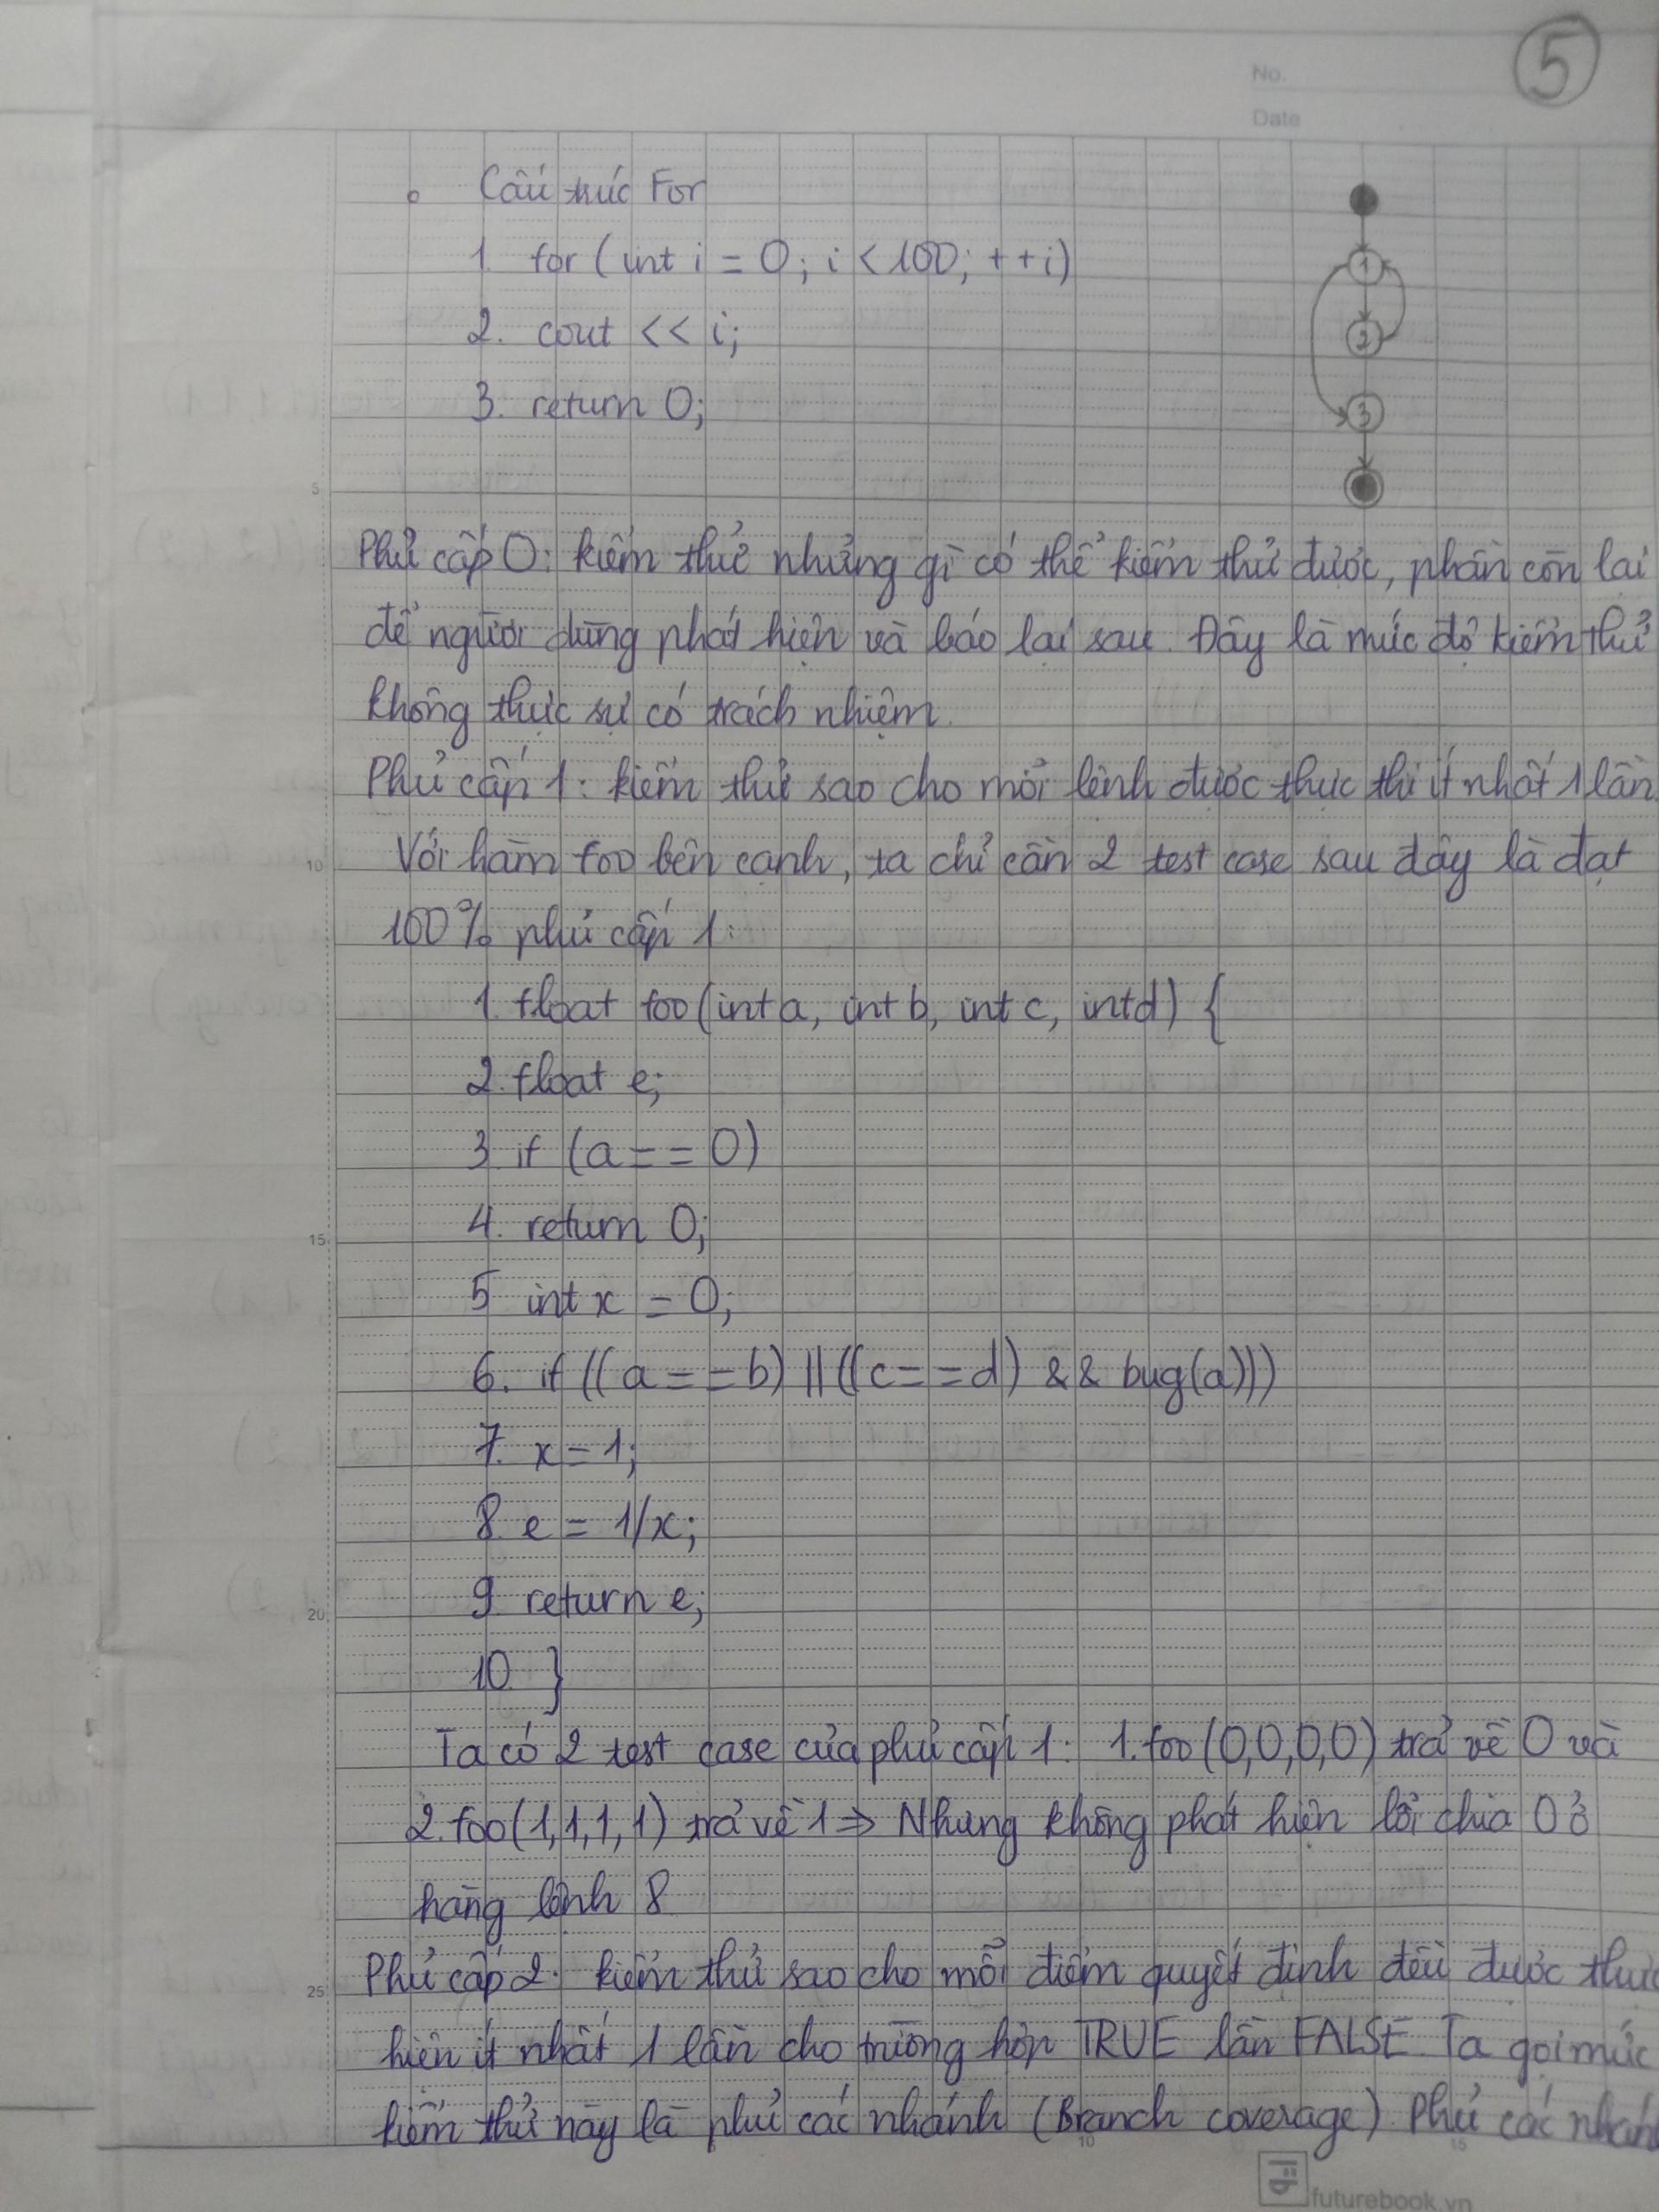 5
No.
Date
Cấu trúc For
1. for (int i = 0; i < 100; ++i)
2. cout << i;
3. return 0;
1
2
3
5
Phủ cấp 0: kiểm thử những gì có thể kiểm thử được, phần còn lại
để người dùng phát hiện và báo lại sau. Đây là mức độ kiểm thử
không thực sự có trách nhiệm.
Phủ cấp 1: kiểm thử sao cho mỗi lệnh được thực thi ít nhất 1 lần.
10 Với hàm foo bên cạnh, ta chỉ cần 2 test case sau đây là đạt
100% phủ cấp 1:
1. float foo(int a, int b, int c, int d) {
2. float e;
3. if (a == 0)
4. return 0;
15
5. int x = 0;
6. if ((a == b) || ((c == d) && bug(a)))
7. x = 1;
8. e = 1/x;
9. return e;
20
10. }
Ta có 2 test case của phủ cấp 1: 1. foo(0,0,0,0) trả về 0 và
2. foo(1,1,1,1) trả về 1 => Nhưng không phát hiện lỗi chia 0 ở
hàng lệnh 8
Phủ cấp 2: kiểm thử sao cho mỗi điểm quyết định đều được thực
25
hiện ít nhất 1 lần cho trường hợp TRUE lẫn FALSE. Ta gọi mức
kiểm thử này là phủ các nhánh (Branch coverage). Phủ các nhánh
10
15
futurebook.vn